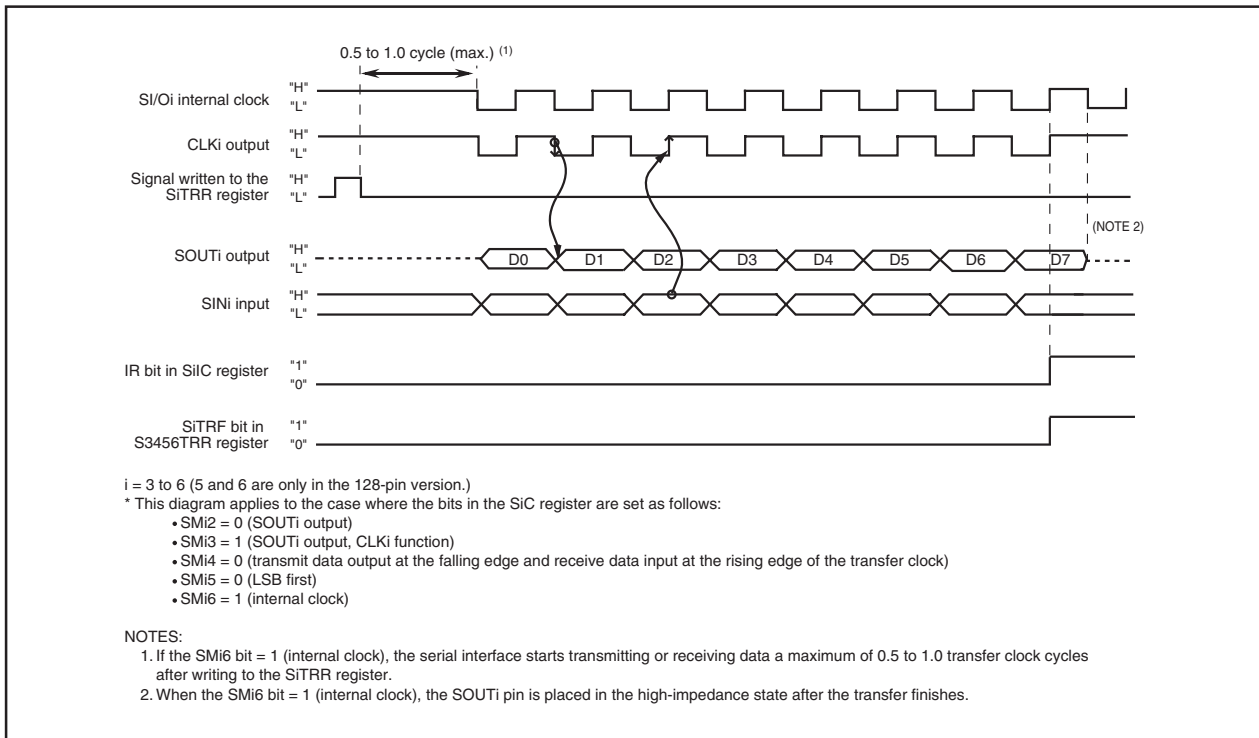 0.5 to 1.0 cycle (max.) (1)
SI/Oi internal clock
"H"
"L"
CLKi output
"H"
"L"
Signal written to the
SiTRR register
"H"
"L"
(NOTE 2)
SOUTi output
"H"
"L"
D0 D1 D2 D3 D4 D5 D6 D7
SINi input
"H"
"L"
IR bit in SiIC register
"1"
"0"
SiTRF bit in
S3456TRR register
"1"
"0"
i = 3 to 6 (5 and 6 are only in the 128-pin version.)
* This diagram applies to the case where the bits in the SiC register are set as follows:
• SMi2 = 0 (SOUTi output)
• SMi3 = 1 (SOUTi output, CLKi function)
• SMi4 = 0 (transmit data output at the falling edge and receive data input at the rising edge of the transfer clock)
• SMi5 = 0 (LSB first)
• SMi6 = 1 (internal clock)
NOTES:
1. If the SMi6 bit = 1 (internal clock), the serial interface starts transmitting or receiving data a maximum of 0.5 to 1.0 transfer clock cycles
after writing to the SiTRR register.
2. When the SMi6 bit = 1 (internal clock), the SOUTi pin is placed in the high-impedance state after the transfer finishes.